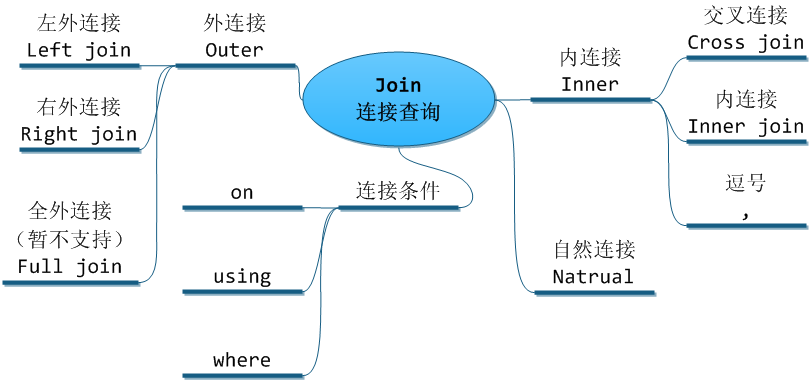 Join
连接查询
外连接
Outer
左外连接
Left join
右外连接
Right join
全外连接
（暂不支持）
Full join
连接条件
on
using
where
内连接
Inner
交叉连接
Cross join
内连接
Inner join
逗号
,
自然连接
Natrual